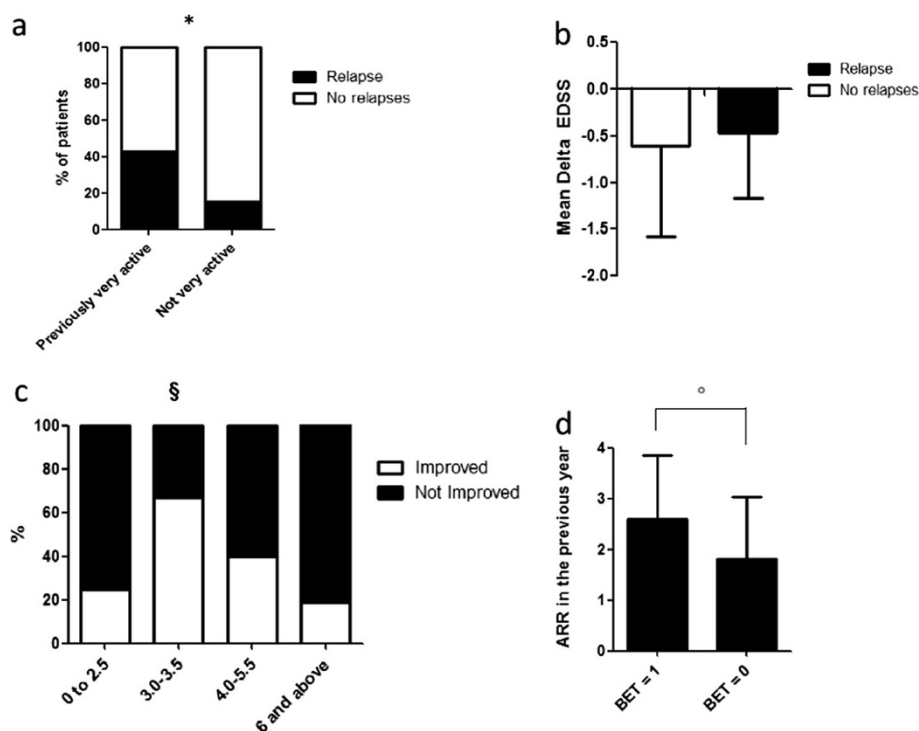 a
*
% of patients
100
80
60
40
20
0
Previously very active
Not very active
Relapse
No relapses
b
Mean Delta EDSS
0.5
0.0
-0.5
-1.0
-1.5
-2.0
Relapse
No relapses
c
§
%
100
80
60
40
20
0
0 to 2.5
3.0-3.5
4.0-5.5
6 and above
Improved
Not Improved
d
°
ARR in the previous year
4
3
2
1
0
BET = 1
BET = 0